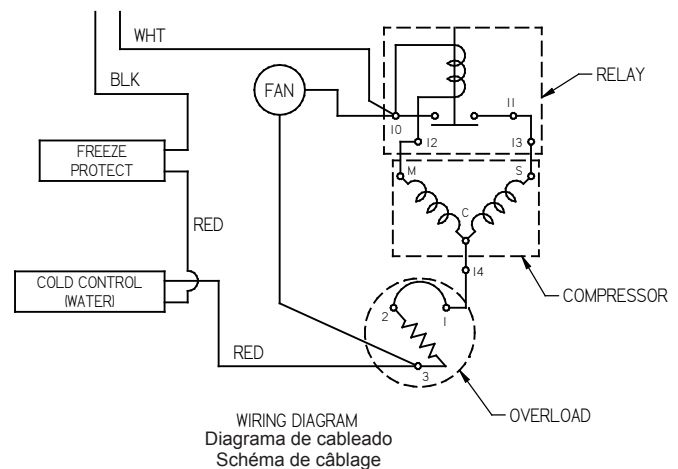 WHT
BLK
FREEZE
PROTECT
RED
COLD CONTROL
(WATER)
RED
FAN
RELAY
10
11
12
13
M
S
C
14
COMPRESSOR
2
1
3
OVERLOAD
WIRING DIAGRAM
Diagrama de cableado
Schéma de câblage